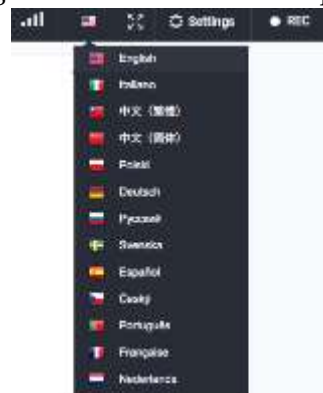 Settings
REC
English
Italiano
中文 (繁體)
中文 (简体)
Polski
Deutsch
Русский
Svenska
Español
Český
Português
Française
Nederlands